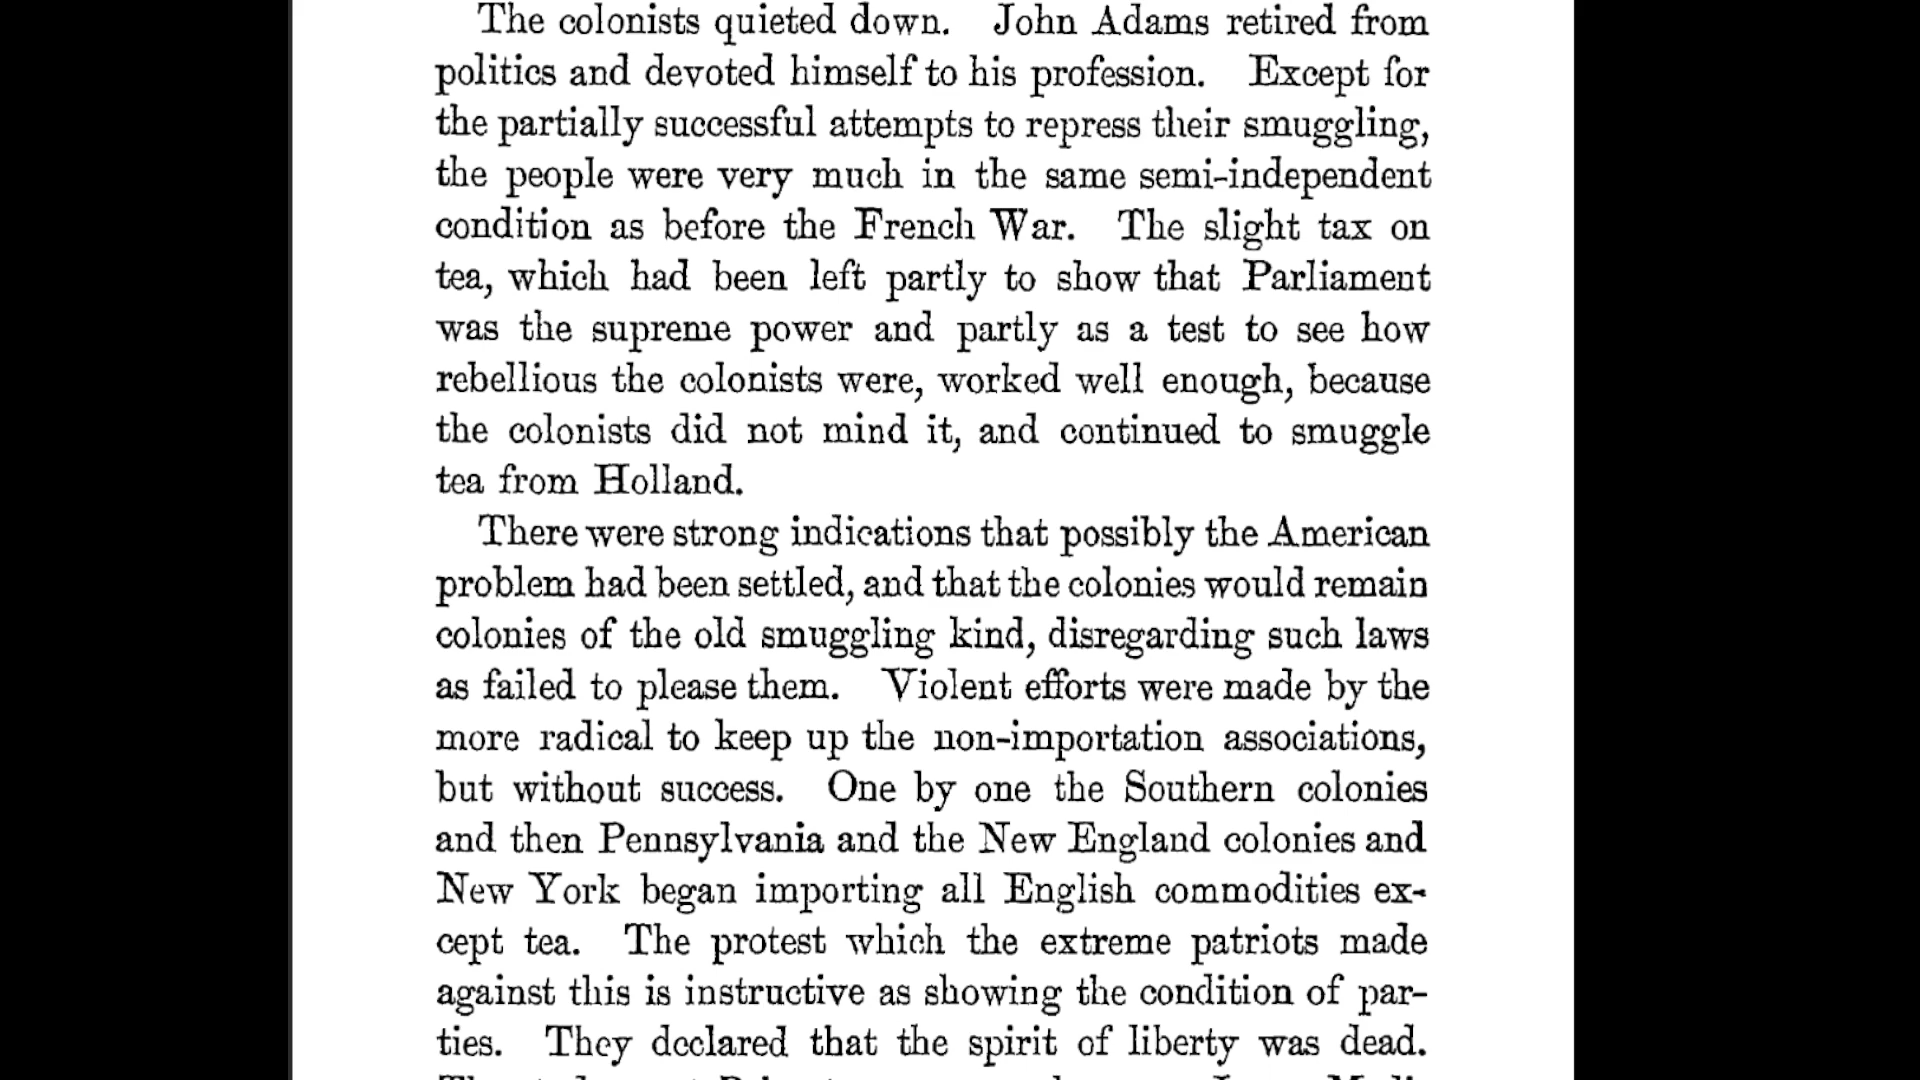 The colonists quieted down. John Adams retired from
politics and devoted himself to his profession. Except for
the partially successful attempts to repress their smuggling,
the people were very much in the same semi-independent
condition as before the French War. The slight tax on
tea, which had been left partly to show that Parliament
was the supreme power and partly as a test to see how
rebellious the colonists were, worked well enough, because
the colonists did not mind it, and continued to smuggle
tea from Holland.
There were strong indications that possibly the American
problem had been settled, and that the colonies would remain
colonies of the old smuggling kind, disregarding such laws
as failed to please them. Violent efforts were made by the
more radical to keep up the non-importation associations,
but without success. One by one the Southern colonies
and then Pennsylvania and the New England colonies and
New York began importing all English commodities ex-
cept tea. The protest which the extreme patriots made
against this is instructive as showing the condition of par-
ties. They declared that the spirit of liberty was dead.